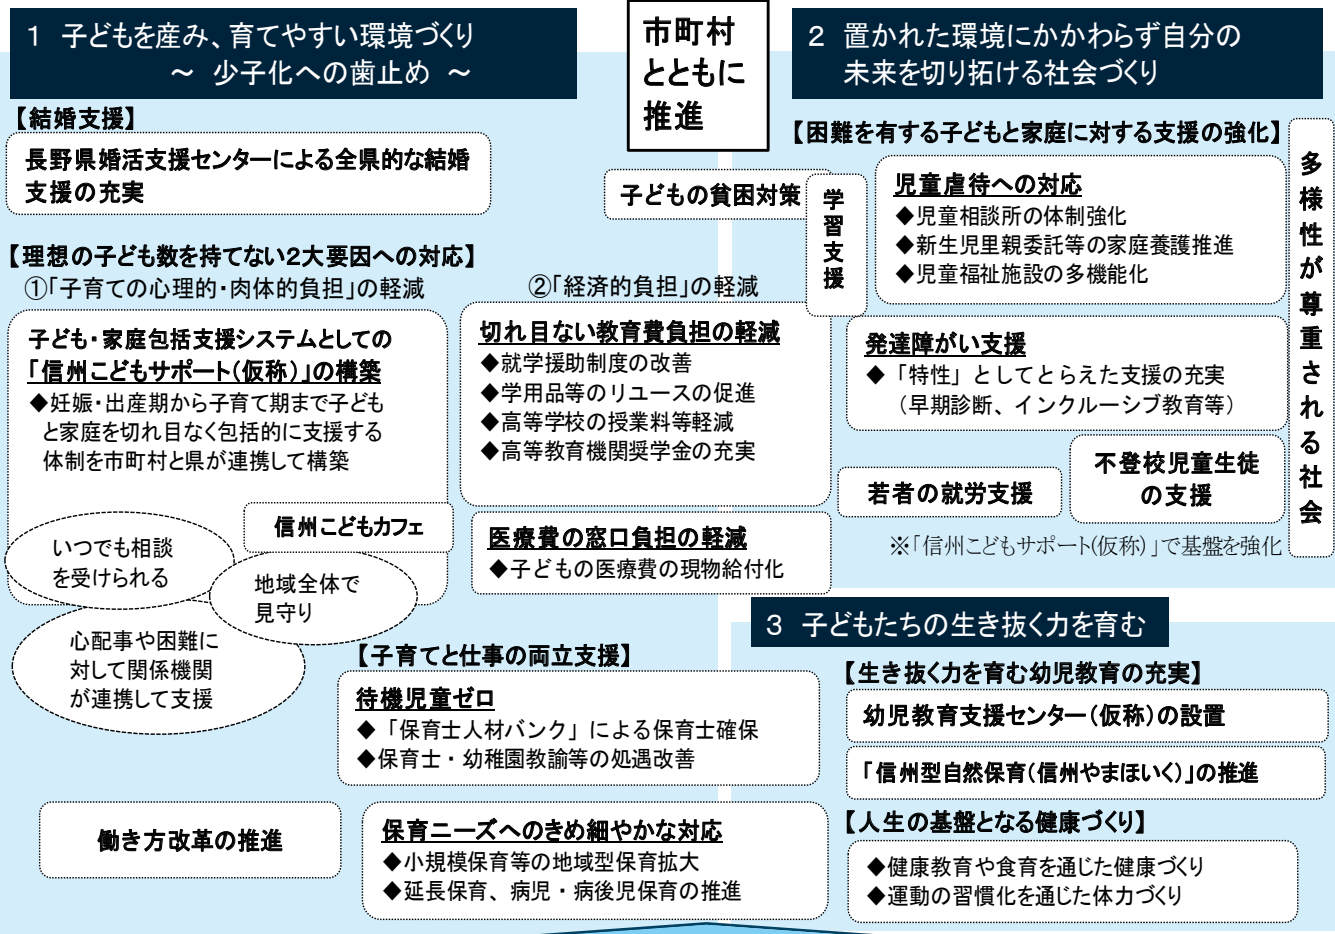 1 子どもを産み、育てやすい環境づくり
～ 少子化への歯止め ～
市町村
とともに
推進
2 置かれた環境にかかわらず自分の
未来を切り拓ける社会づくり
【結婚支援】
長野県婚活支援センターによる全県的な結婚
支援の充実
【理想の子ども数を持てない2大要因への対応】
①「子育ての心理的・肉体的負担」の軽減
子ども・家庭包括支援システムとしての
「信州こどもサポート(仮称)」の構築
◆妊娠・出産期から子育て期まで子ども
と家庭を切れ目なく包括的に支援する
体制を市町村と県が連携して構築
信州こどもカフェ
いつでも相談
を受けられる
地域全体で
見守り
心配事や困難に
対して関係機関
が連携して支援
②「経済的負担」の軽減
切れ目ない教育費負担の軽減
◆就学援助制度の改善
◆学用品等のリユースの促進
◆高等学校の授業料等軽減
◆高等教育機関奨学金の充実
医療費の窓口負担の軽減
◆子どもの医療費の現物給付化
【子育てと仕事の両立支援】
待機児童ゼロ
◆「保育士人材バンク」による保育士確保
◆保育士・幼稚園教諭等の処遇改善
働き方改革の推進
保育ニーズへのきめ細やかな対応
◆小規模保育等の地域型保育拡大
◆延長保育、病児・病後児保育の推進
子どもの貧困対策
学習支援
【困難を有する子どもと家庭に対する支援の強化】
児童虐待への対応
◆児童相談所の体制強化
◆新生児里親委託等の家庭養護推進
◆児童福祉施設の多機能化
発達障がい支援
◆「特性」としてとらえた支援の充実
（早期診断、インクルーシブ教育等）
若者の就労支援
不登校児童生徒
の支援
多様性が尊重される社会
※「信州こどもサポート(仮称)」で基盤を強化
3 子どもたちの生き抜く力を育む
【生き抜く力を育む幼児教育の充実】
幼児教育支援センター(仮称)の設置
「信州型自然保育(信州やまほいく)」の推進
【人生の基盤となる健康づくり】
◆健康教育や食育を通じた健康づくり
◆運動の習慣化を通じた体力づくり